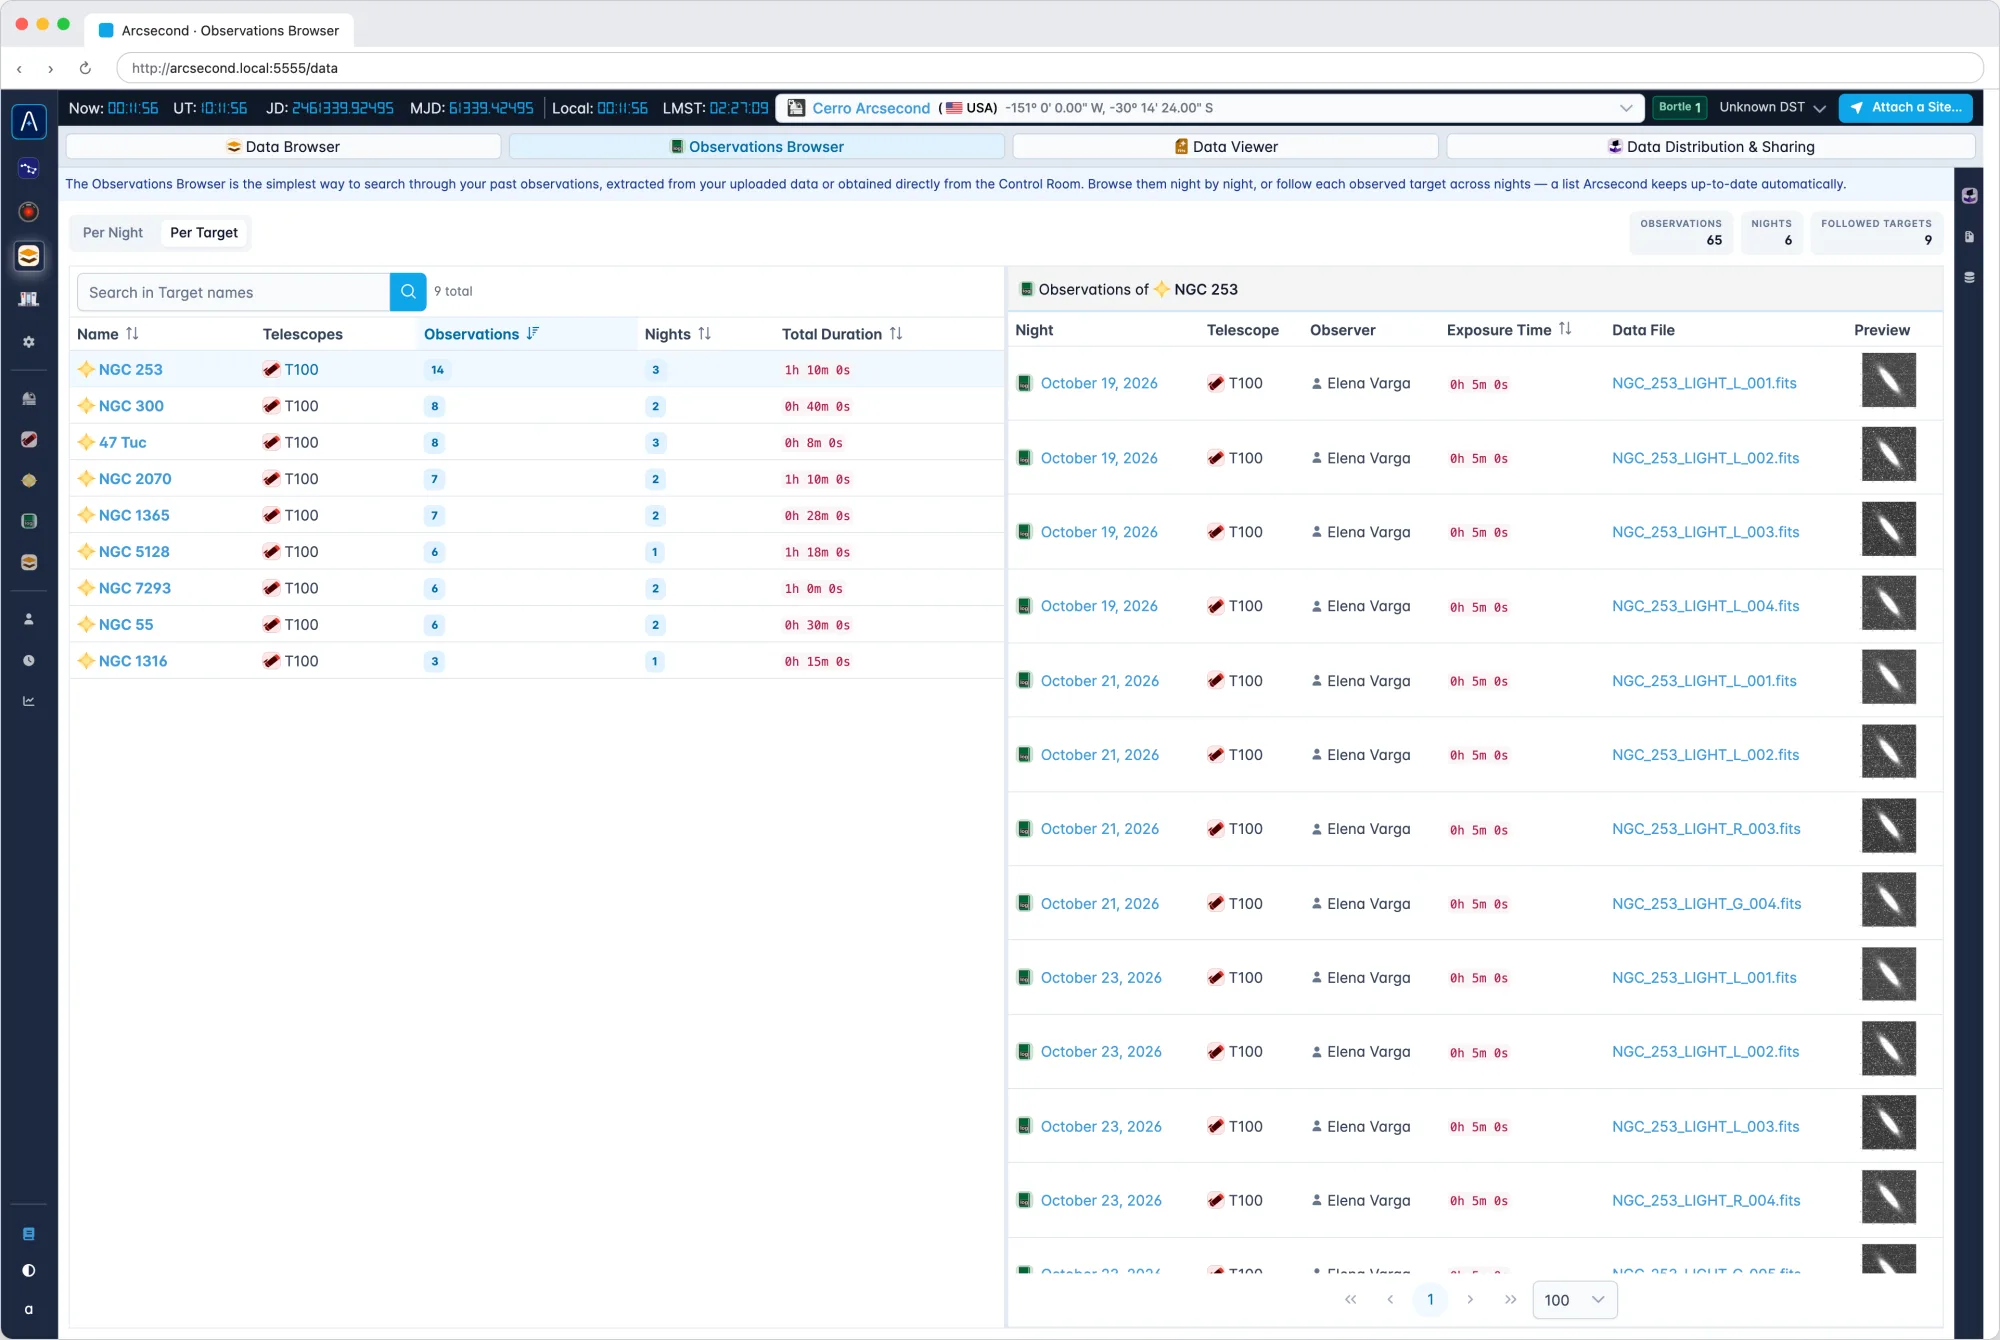 Arcsecond · Observations Browser
http://arcsecond.local:5555/data
Now: 00:11:56 UT: 10:11:56 JD: 2461339.92495 MJD: 61339.42495 Local: 00:11:56 LMST: 02:27:09 Cerro Arcsecond ( USA) -151° 0' 0.00" W, -30° 14' 24.00" S Bortle 1 Unknown DST Attach a Site...
Data Browser Observations Browser Data Viewer Data Distribution & Sharing
The Observations Browser is the simplest way to search through your past observations, extracted from your uploaded data or obtained directly from the Control Room. Browse them night by night, or follow each observed target across nights — a list Arcsecond keeps up-to-date automatically.
Per Night Per Target
OBSERVATIONS 65
NIGHTS 6
FOLLOWED TARGETS 9
Search in Target names 9 total
Name Telescopes Observations Nights Total Duration
NGC 253 T100 14 3 1h 10m 0s
NGC 300 T100 8 2 0h 40m 0s
47 Tuc T100 8 3 0h 8m 0s
NGC 2070 T100 7 2 1h 10m 0s
NGC 1365 T100 7 2 0h 28m 0s
NGC 5128 T100 6 1 1h 18m 0s
NGC 7293 T100 6 2 1h 0m 0s
NGC 55 T100 6 2 0h 30m 0s
NGC 1316 T100 3 1 0h 15m 0s
Observations of NGC 253
Night Telescope Observer Exposure Time Data File Preview
October 19, 2026 T100 Elena Varga 0h 5m 0s NGC_253_LIGHT_L_001.fits
October 19, 2026 T100 Elena Varga 0h 5m 0s NGC_253_LIGHT_L_002.fits
October 19, 2026 T100 Elena Varga 0h 5m 0s NGC_253_LIGHT_L_003.fits
October 19, 2026 T100 Elena Varga 0h 5m 0s NGC_253_LIGHT_L_004.fits
October 21, 2026 T100 Elena Varga 0h 5m 0s NGC_253_LIGHT_L_001.fits
October 21, 2026 T100 Elena Varga 0h 5m 0s NGC_253_LIGHT_L_002.fits
October 21, 2026 T100 Elena Varga 0h 5m 0s NGC_253_LIGHT_R_003.fits
October 21, 2026 T100 Elena Varga 0h 5m 0s NGC_253_LIGHT_G_004.fits
October 23, 2026 T100 Elena Varga 0h 5m 0s NGC_253_LIGHT_L_001.fits
October 23, 2026 T100 Elena Varga 0h 5m 0s NGC_253_LIGHT_L_002.fits
October 23, 2026 T100 Elena Varga 0h 5m 0s NGC_253_LIGHT_L_003.fits
October 23, 2026 T100 Elena Varga 0h 5m 0s NGC_253_LIGHT_R_004.fits
1 100
a